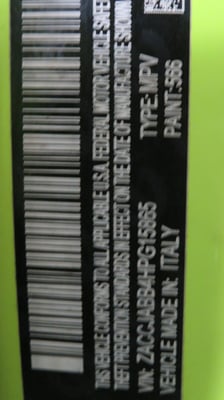 THIS VEHICLE CONFORMS TO ALL APPLICABLE U.S.A. FEDERAL MOTOR VEHICLE SAFE
THEFT PREVENTION STANDARDS IN EFFECT ON THE DATE OF MANUFACTURE SHOWN
VIN: ZACCJABB4HPG15865 TYPE: MPV
VEHICLE MADE IN: ITALY PAINT: 566